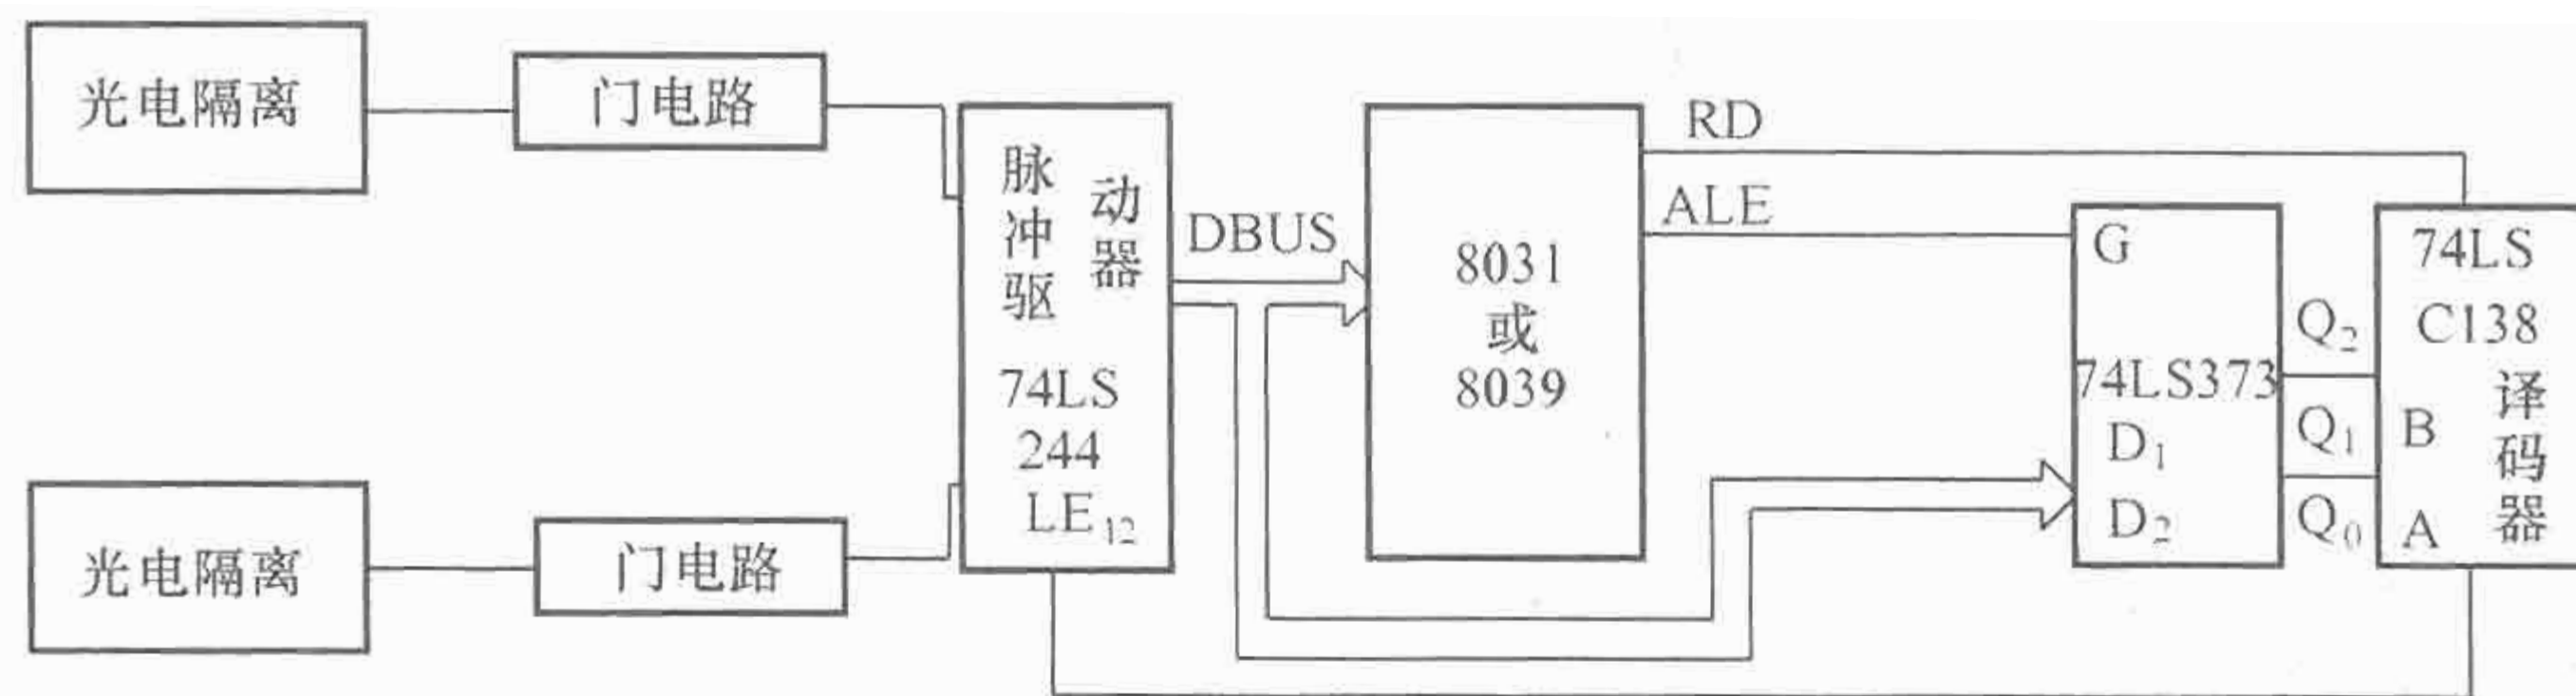 光电隔离
门电路
光电隔离
门电路
脉冲驱
动器
74LS
244
LE12
DBUS
8031
或
8039
RD
ALE
G
74LS373
D1
D2
Q2
Q1
Q0
74LS
C138
译码器
B
A